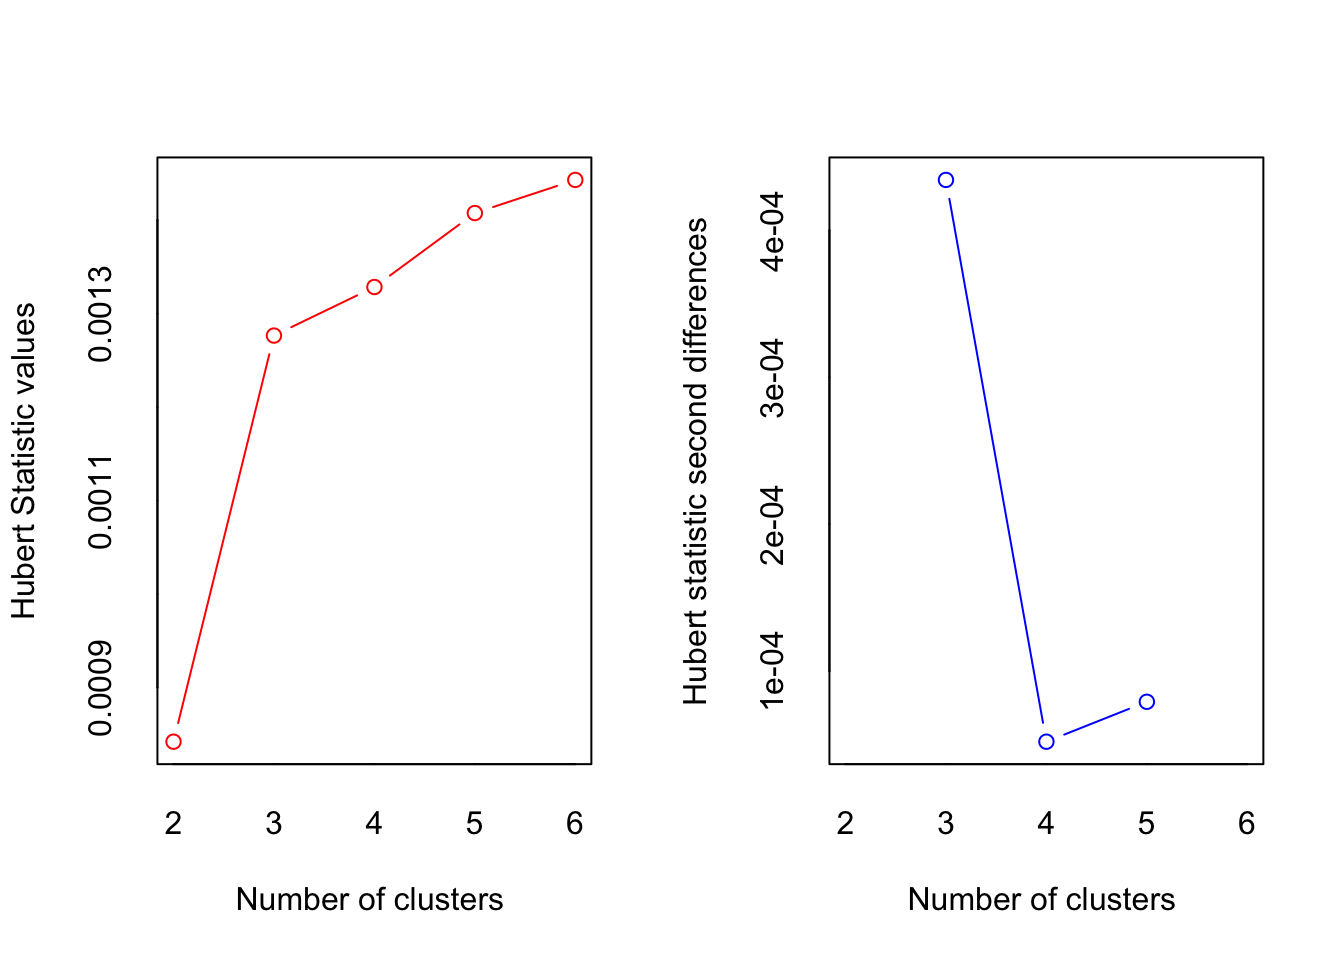 Hubert Statistic values
0.0009
0.0011
0.0013
2 3 4 5 6
Number of clusters
Hubert statistic second differences
1e-04
2e-04
3e-04
4e-04
2 3 4 5 6
Number of clusters